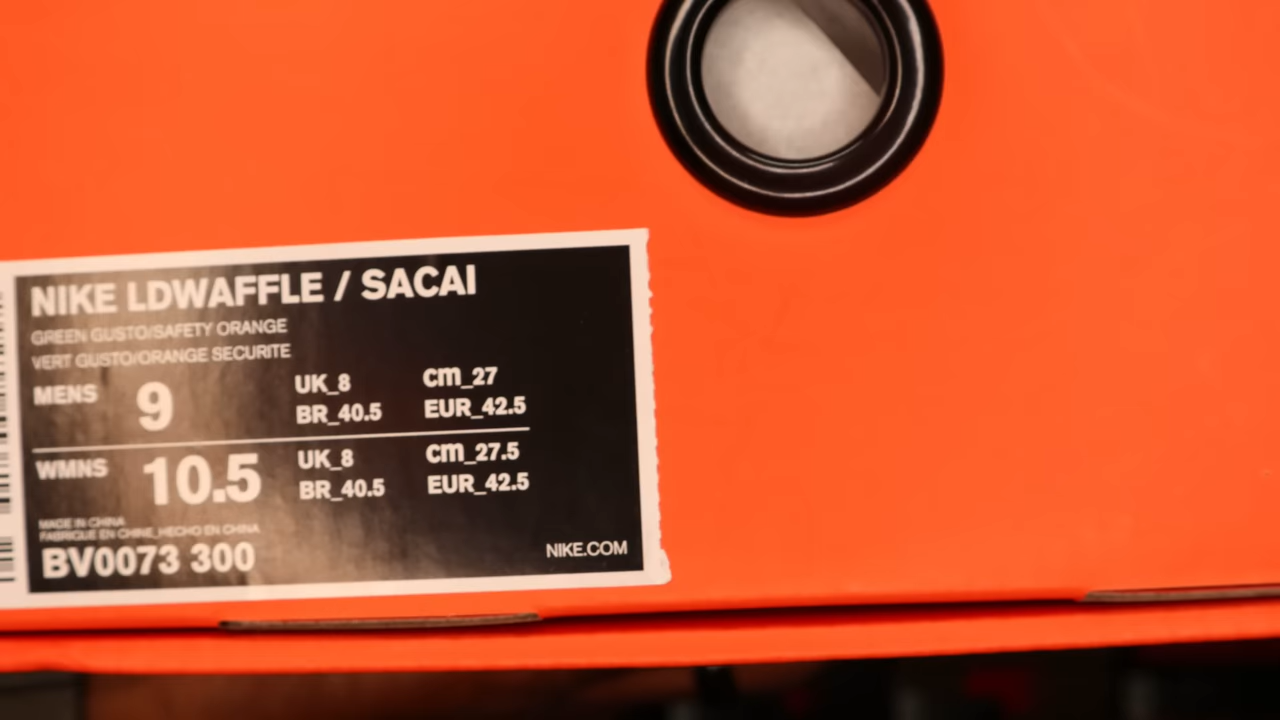 NIKE LDWAFFLE / SACAI
GREEN GUSTO/SAFETY ORANGE
VERT GUSTO/ORANGE SECURITE
MENS 9 UK_8 cm_27
BR_40.5 EUR_42.5
WMNS 10.5 UK_8 cm_27.5
BR_40.5 EUR_42.5
MADE IN CHINA
FABRIQUE EN CHINE_HECHO EN CHINA
BV0073 300 NIKE.COM